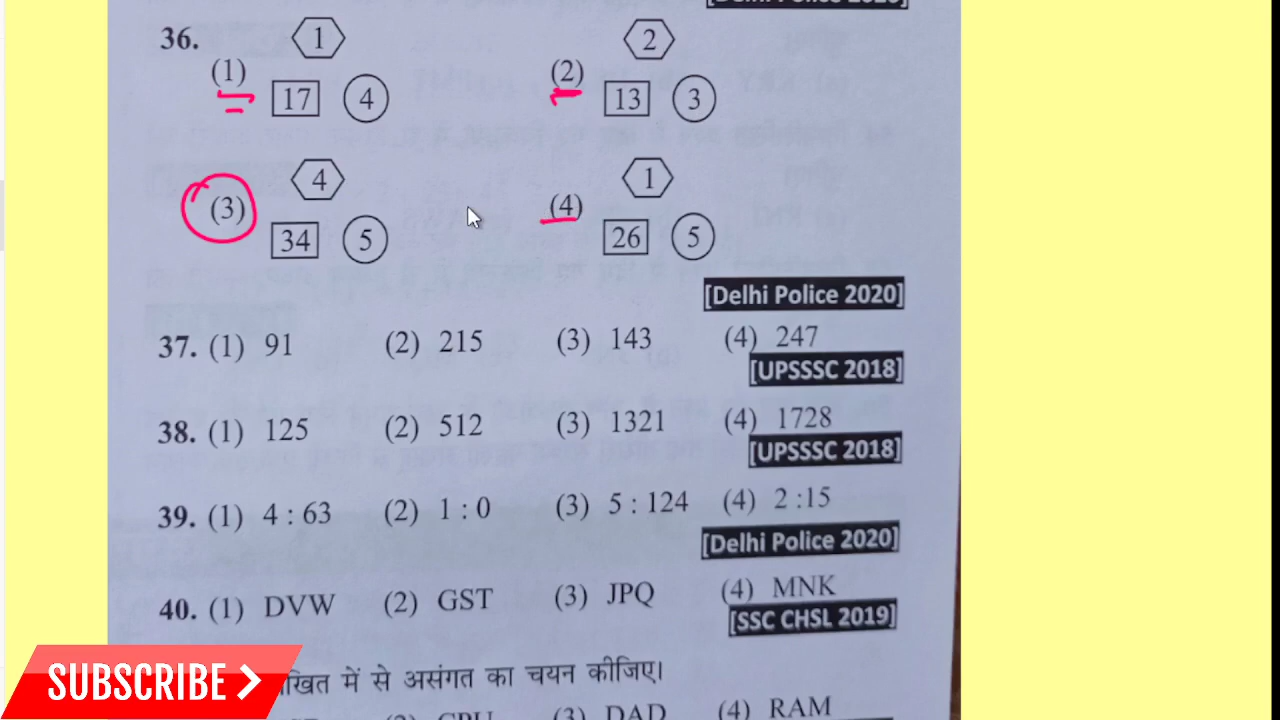 [Delhi Police 2020]
36.
(1) 1 17 4
(2) 2 13 3
(3) 4 34 5
(4) 1 26 5
[Delhi Police 2020]
37. (1) 91 (2) 215 (3) 143 (4) 247
[UPSSSC 2018]
38. (1) 125 (2) 512 (3) 1321 (4) 1728
[UPSSSC 2018]
39. (1) 4 : 63 (2) 1 : 0 (3) 5 : 124 (4) 2 :15
[Delhi Police 2020]
40. (1) DVW (2) GST (3) JPQ (4) MNK
[SSC CHSL 2019]
में से असंगत का चयन कीजिए।
(3) DAD (4) RAM
SUBSCRIBE